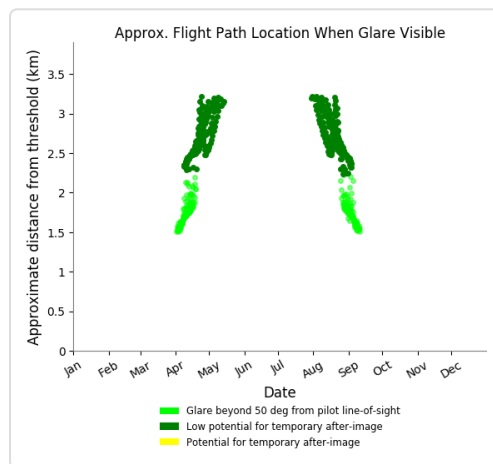 Approx. Flight Path Location When Glare Visible
Approximate distance from threshold (km)
3.5
3
2.5
2
1.5
1
0.5
0
Jan Feb Mar Apr May Jun Jul Aug Sep Oct Nov Dec
Date
Glare beyond 50 deg from pilot line-of-sight
Low potential for temporary after-image
Potential for temporary after-image